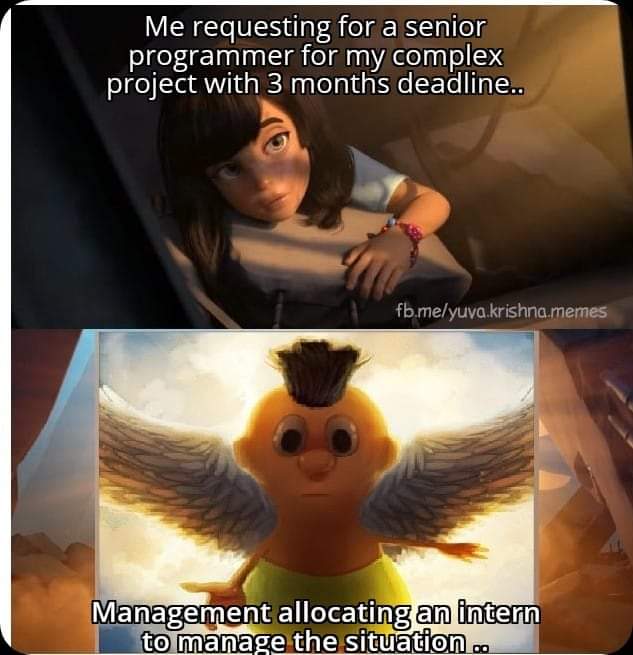 Me requesting for a senior
programmer for my complex
project with 3 months deadline..
fb.me/yuva.krishna.memes
Management allocating an intern
to manage the situation ..